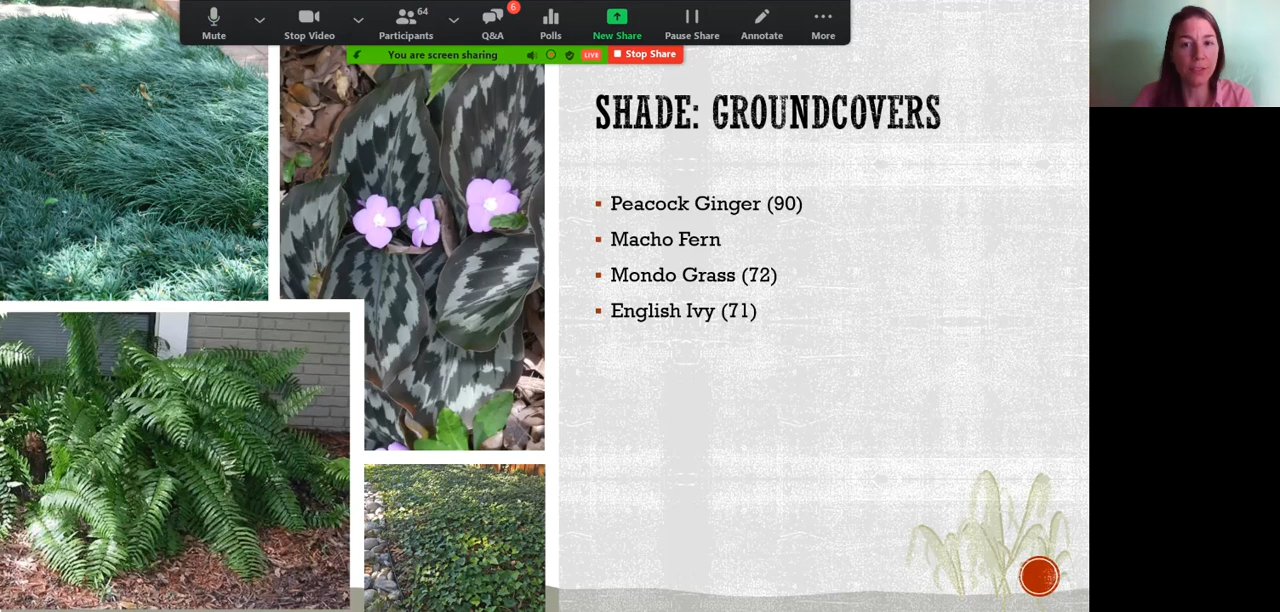 64
6
Mute
Stop Video
Participants
Q&A
Polls
New Share
Pause Share
Annotate
More
You are screen sharing
LIVE
Stop Share
SHADE: GROUNDCOVERS
Peacock Ginger (90)
Macho Fern
Mondo Grass (72)
English Ivy (71)